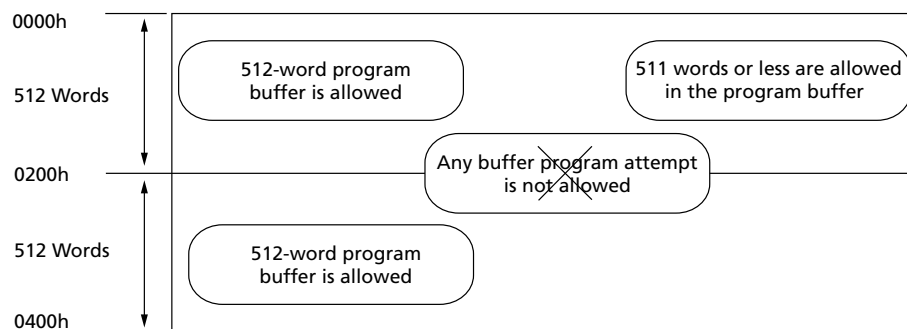 0000h
512 Words
512-word program
buffer is allowed
511 words or less are allowed
in the program buffer
Any buffer program attempt
is not allowed
0200h
512 Words
512-word program
buffer is allowed
0400h